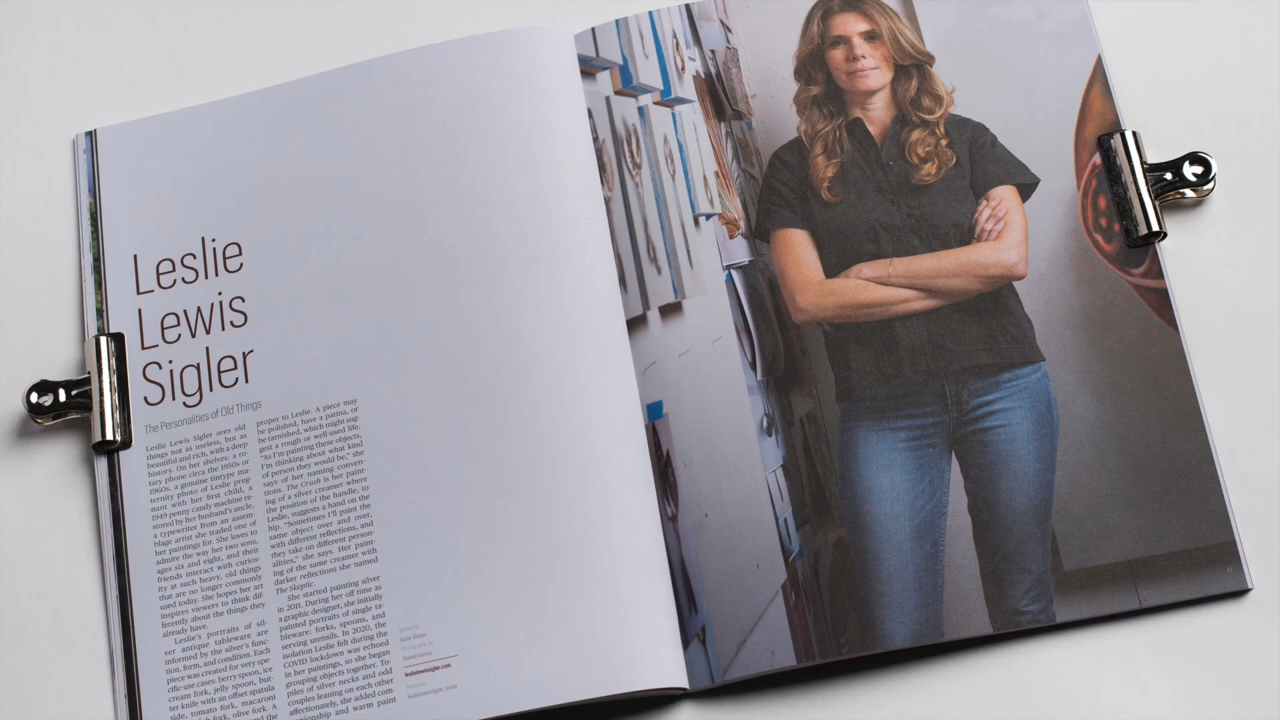 Leslie
Lewis
Sigler
The Personalities of Old Things
Leslie Lewis Sigler sees old
things not as useless, but as
beautiful and rich, with a deep
history. On her shelves: a ro-
tary phone circa the 1950s or
1960s, a genuine tintype ma-
ternity photo of Leslie preg-
nant with her first child, a
1949 penny candy machine re-
stored by her husband's uncle,
a typewriter from an assem-
blage artist she traded one of
her paintings for. She loves to
admire the way her two sons,
ages six and eight, and their
friends interact with curios-
ity at such heavy, old things
that are no longer commonly
used today. She hopes her art
inspires viewers to think dif-
ferently about the things they
already have.
Leslie's portraits of sil-
ver antique tableware are
informed by the silver's func-
tion, form, and condition. Each
piece was created for very spe-
cific-use cases: berry spoon, ice
cream fork, jelly spoon, but-
ter knife with an offset spatula
side, tomato fork, macaroni
fish fork, olive fork. A
and the
proper to Leslie. A piece may
be polished, have a patina, or
be tarnished, which might sug-
gest a rough or well-used life.
"As I'm painting these objects,
I'm thinking about what kind
of person they would be," she
says of her naming conven-
tions. The Crush is her paint-
ing of a silver creamer where
the position of the handle, to
Leslie, suggests a hand on the
hip. "Sometimes I'll paint the
same object over and over,
with different reflections, and
they take on different person-
alities," she says. Her paint-
ing of the same creamer with
darker reflections she named
The Skeptic.
She started painting silver
in 2011. During her off time as
a graphic designer, she initially
painted portraits of single ta-
bleware: forks, spoons, and
serving utensils. In 2020, the
isolation Leslie felt during the
COVID lockdown was echoed
in her paintings, so she began
grouping objects together. To-
piles of silver necks and odd
couples leaning on each other
affectionately, she added com-
panionship and warm paint
leslielewissigler.com